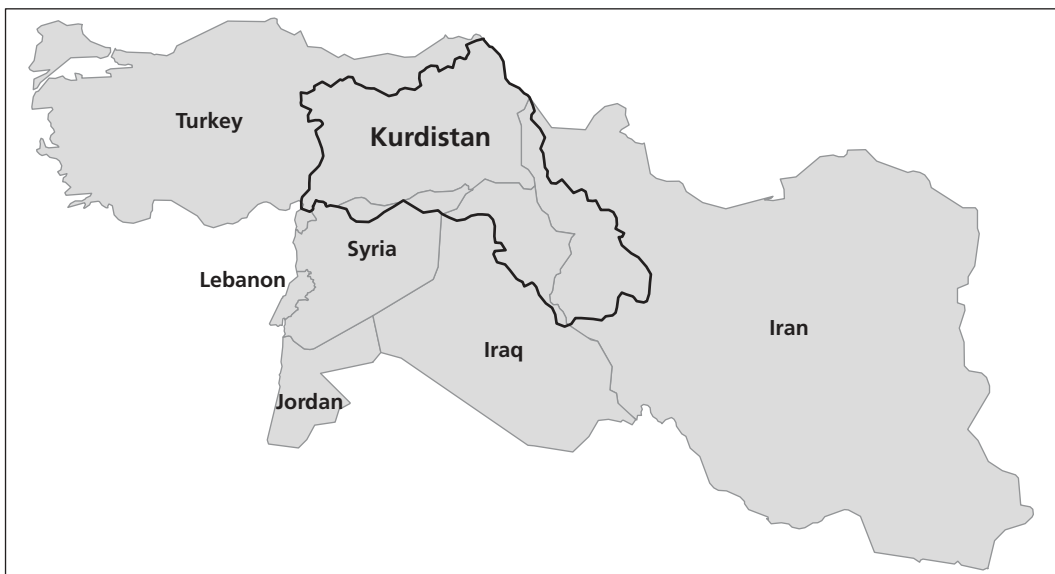 Turkey
Kurdistan
Syria
Lebanon
Iran
Iraq
Jordan